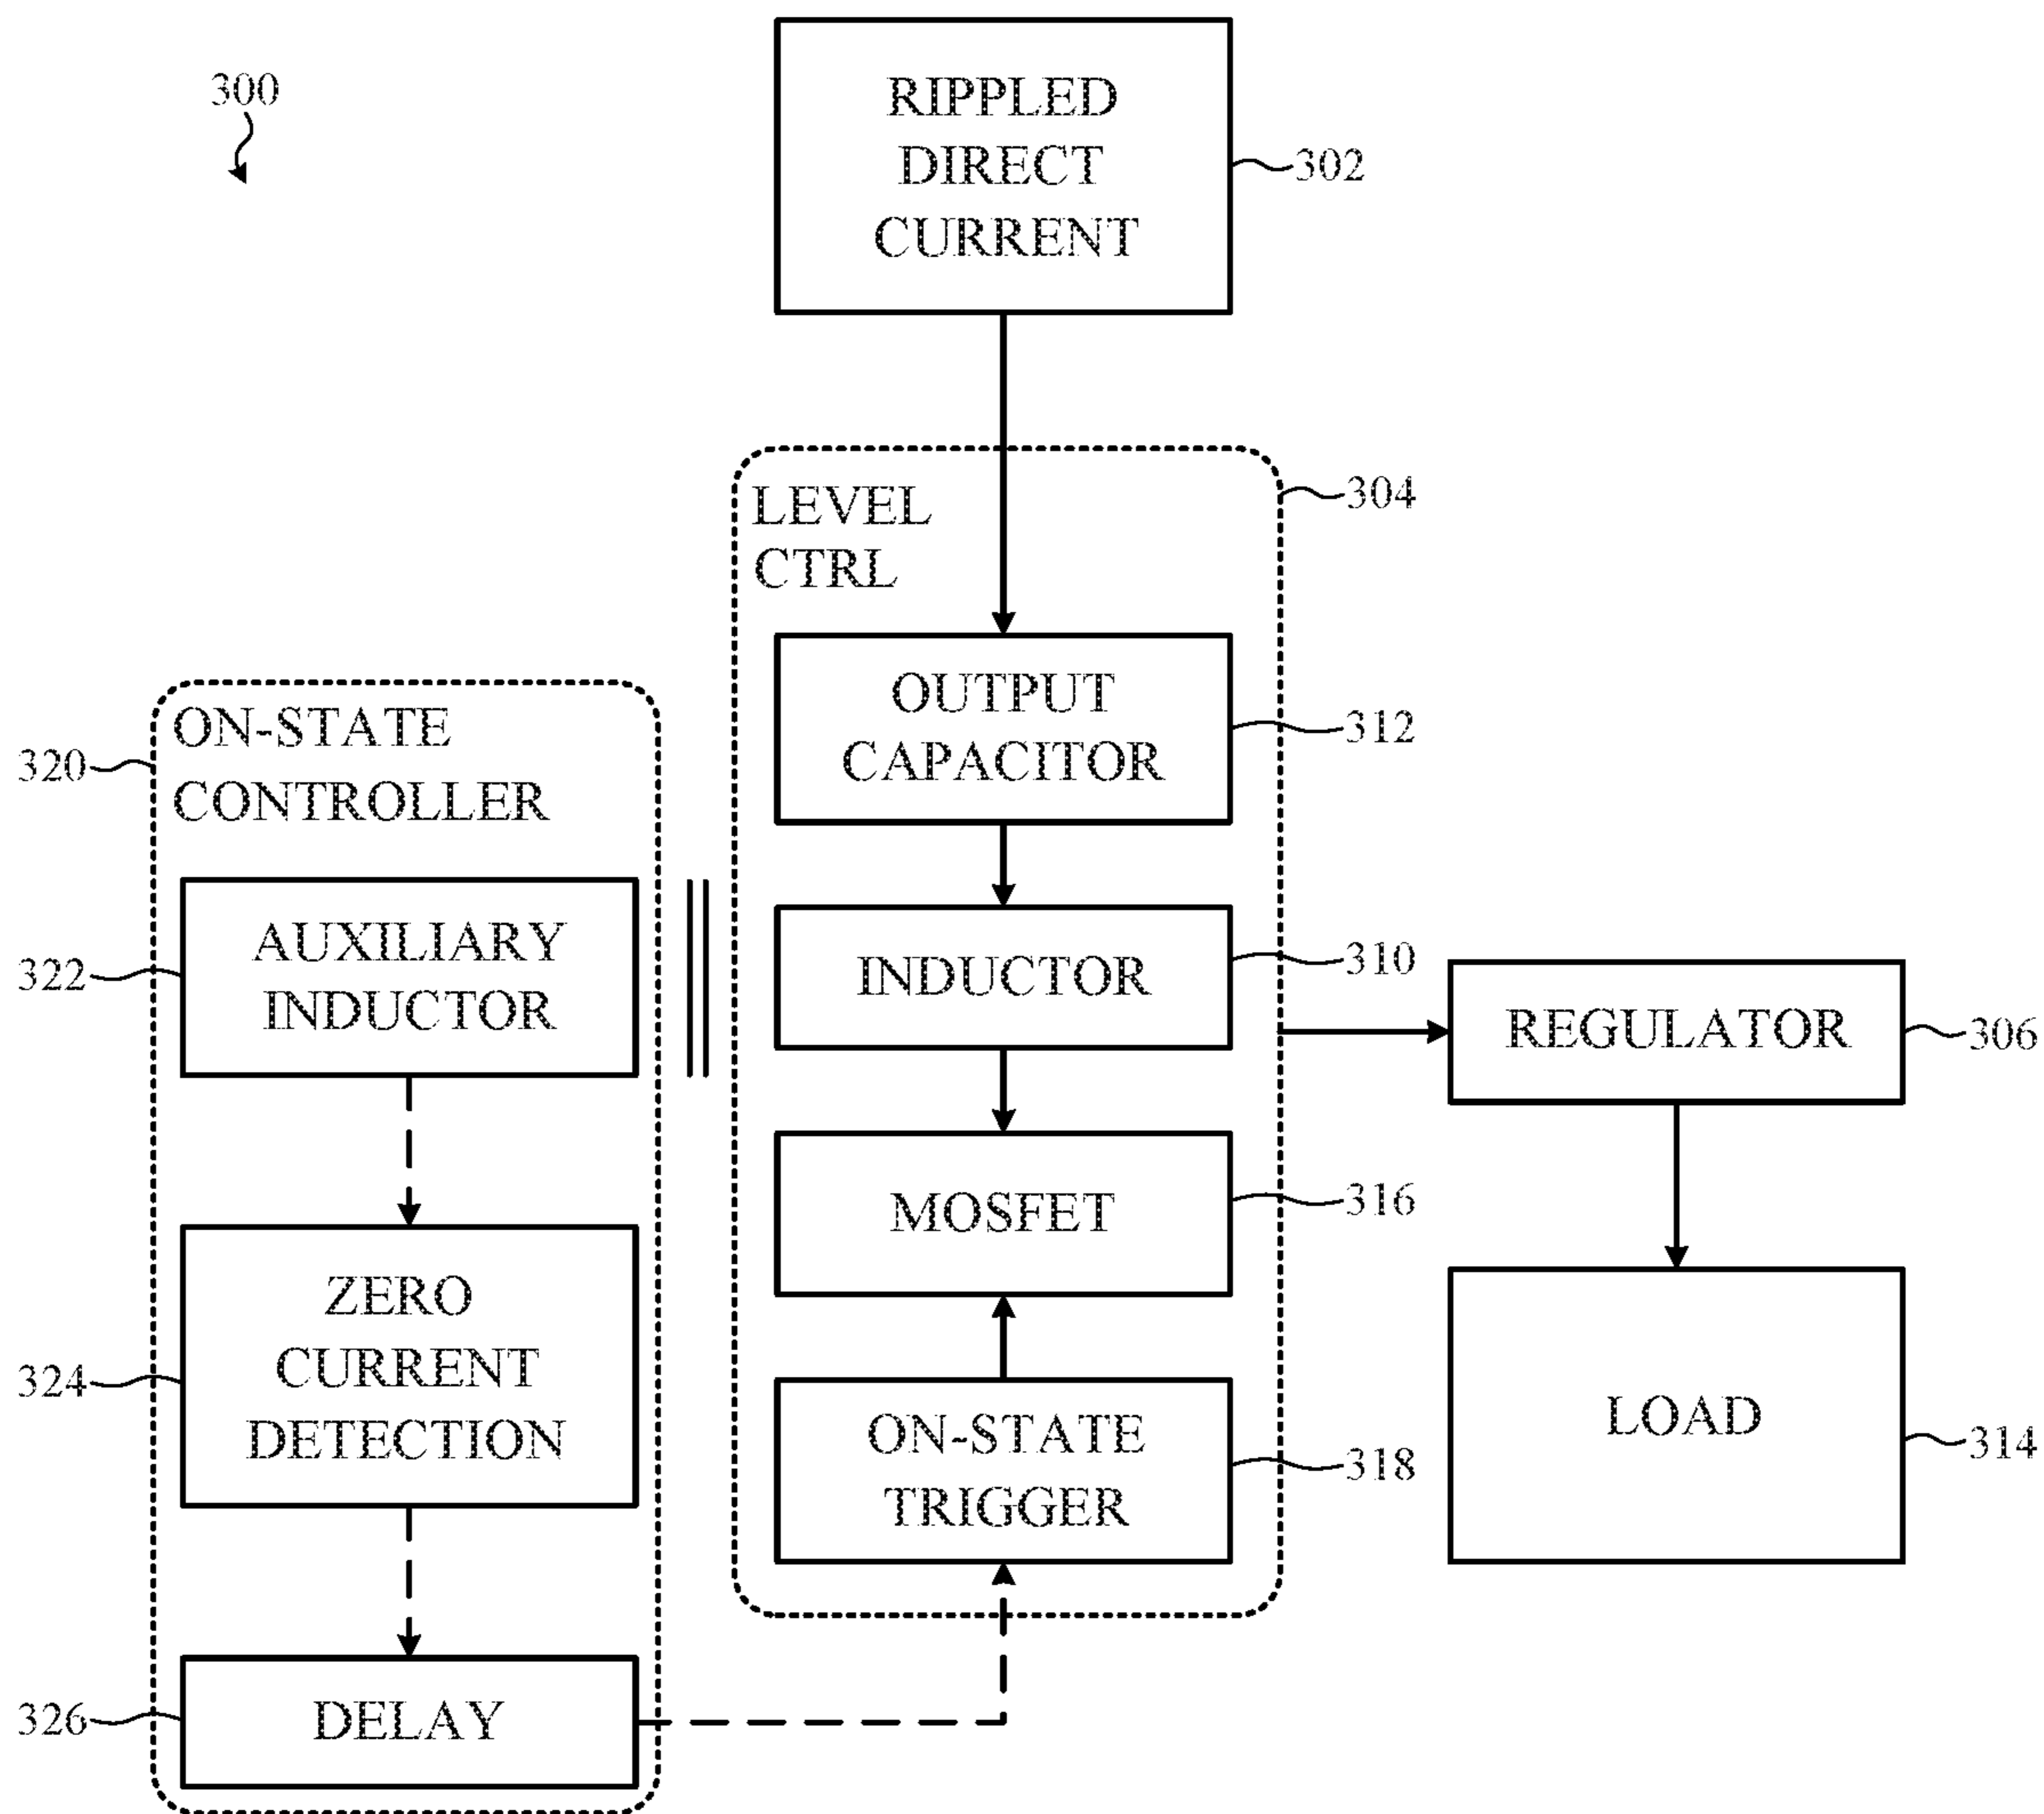 300
RIPPLED
DIRECT
CURRENT
302
LEVEL
CTRL
304
OUTPUT
CAPACITOR
312
INDUCTOR
310
MOSFET
316
ON-STATE
TRIGGER
318
ON-STATE
CONTROLLER
320
AUXILIARY
INDUCTOR
322
ZERO
CURRENT
DETECTION
324
DELAY
326
REGULATOR
306
LOAD
314